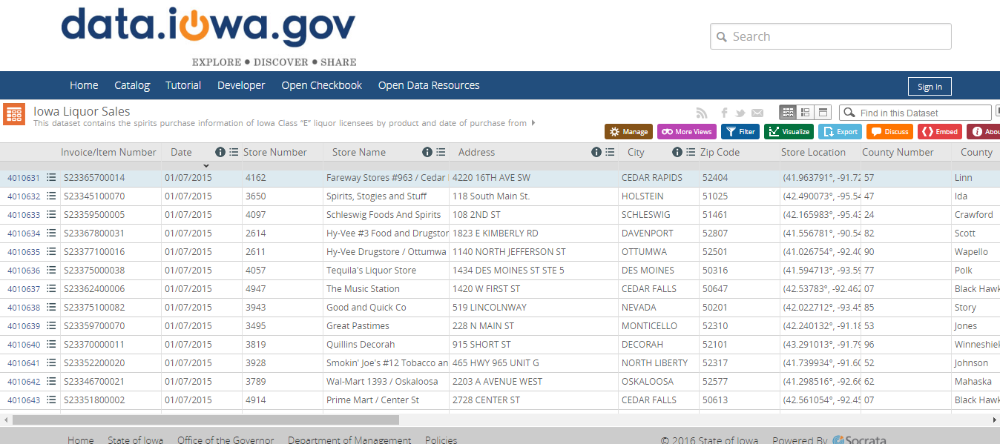 data.iowa.gov
EXPLORE • DISCOVER • SHARE
Search
Home Catalog Tutorial Developer Open Checkbook Open Data Resources Sign In
Iowa Liquor Sales
Find in this Dataset
This dataset contains the spirits purchase information of Iowa Class “E” liquor licensees by product and date of purchase from
Manage More Views Filter Visualize Export Discuss Embed Abou
Invoice/Item Number Date Store Number Store Name Address City Zip Code Store Location County Number County
4010631 S23365700014 01/07/2015 4162 Fareway Stores #963 / Cedar 4220 16TH AVE SW CEDAR RAPIDS 52404 (41.963791°, -91.72 57 Linn
4010632 S23345100070 01/07/2015 3650 Spirits, Stogies and Stuff 118 South Main St. HOLSTEIN 51025 (42.490073°, -95.54 47 Ida
4010633 S23359500005 01/07/2015 4097 Schleswig Foods And Spirits 108 2ND ST SCHLESWIG 51461 (42.165983°, -95.43 24 Crawford
4010634 S23367800031 01/07/2015 2614 Hy-Vee #3 Food and Drugstor 1823 E KIMBERLY RD DAVENPORT 52807 (41.556781°, -90.54 82 Scott
4010635 S23377100016 01/07/2015 2611 Hy-Vee Drugstore / Ottumwa 1140 NORTH JEFFERSON ST OTTUMWA 52501 (41.026754°, -92.40 90 Wapello
4010636 S23375000038 01/07/2015 4057 Tequila's Liquor Store 1434 DES MOINES ST STE 5 DES MOINES 50316 (41.594713°, -93.59 77 Polk
4010637 S23362400006 01/07/2015 4947 The Music Station 1420 W FIRST ST CEDAR FALLS 50647 (42.53783°, -92.462 07 Black Hawk
4010638 S23375100082 01/07/2015 3943 Good and Quick Co 519 LINCOLNWAY NEVADA 50201 (42.022712°, -93.45 85 Story
4010639 S23359700070 01/07/2015 3495 Great Pastimes 228 N MAIN ST MONTICELLO 52310 (42.240132°, -91.18 53 Jones
4010640 S23370000011 01/07/2015 3819 Quillins Decorah 915 SHORT ST DECORAH 52101 (43.291013°, -91.79 96 Winneshiek
4010641 S23352200020 01/07/2015 3928 Smokin' Joe's #12 Tobacco an 465 HWY 965 UNIT G NORTH LIBERTY 52317 (41.739934°, -91.60 52 Johnson
4010642 S23346700021 01/07/2015 3789 Wal-Mart 1393 / Oskaloosa 2203 A AVENUE WEST OSKALOOSA 52577 (41.298516°, -92.66 62 Mahaska
4010643 S23351800002 01/07/2015 4914 Prime Mart / Center St 2728 CENTER ST CEDAR FALLS 50613 (42.561054°, -92.45 07 Black Hawk
Home State of Iowa Office of the Governor Department of Management Policies © 2016 State of Iowa Powered By Socrata